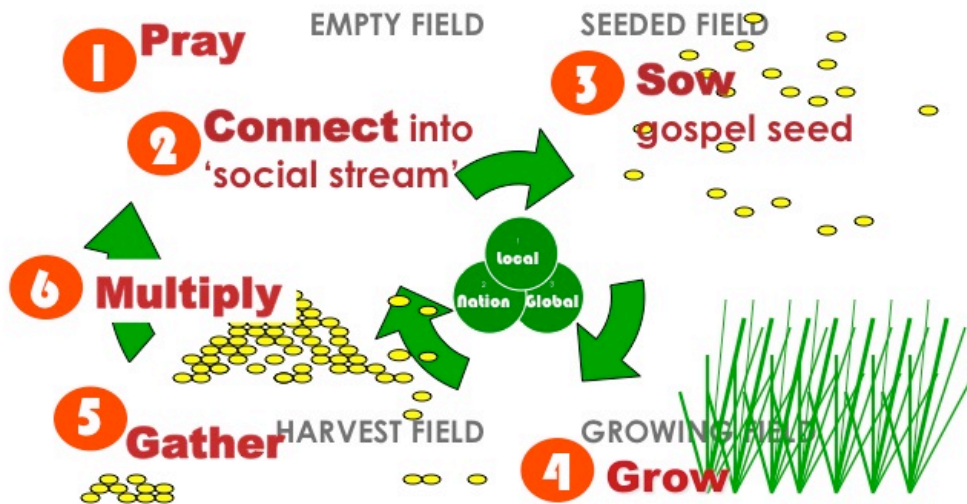 EMPTY FIELD
SEEDED FIELD
1 Pray
2 Connect into
'social stream'
3 Sow
gospel seed
1
Local
2
Nation
3
Global
6 Multiply
5 Gather
HARVEST FIELD
GROWING FIELD
4 Grow